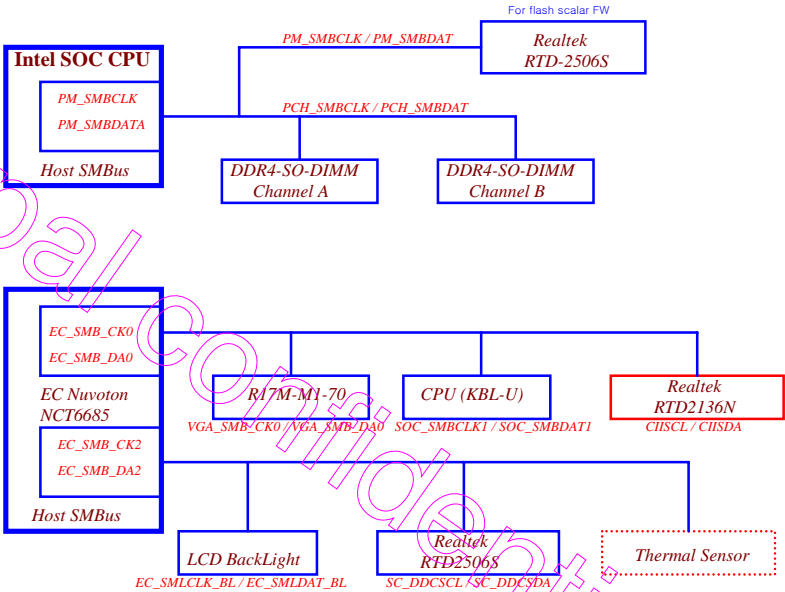 For flash scalar FW
PM_SMBCLK / PM_SMBDAT
Realtek
RTD-2506S
Intel SOC CPU
PM_SMBCLK
PM_SMBDATA
Host SMBus
PCH_SMBCLK / PCH_SMBDAT
DDR4-SO-DIMM
Channel A
DDR4-SO-DIMM
Channel B
EC_SMB_CK0
EC_SMB_DA0
EC Nuvoton
NCT6685
EC_SMB_CK2
EC_SMB_DA2
Host SMBus
R17M-M1-70
VGA_SMB_CK0 / VGA_SMB_DA0
CPU (KBL-U)
SOC_SMBCLK1 / SOC_SMBDAT1
Realtek
RTD2136N
CIISCL / CIISDA
LCD BackLight
EC_SMLCLK_BL / EC_SMLDAT_BL
Realtek
RTD2506S
SC_DDCSCL / SC_DDCSDA
Thermal Sensor